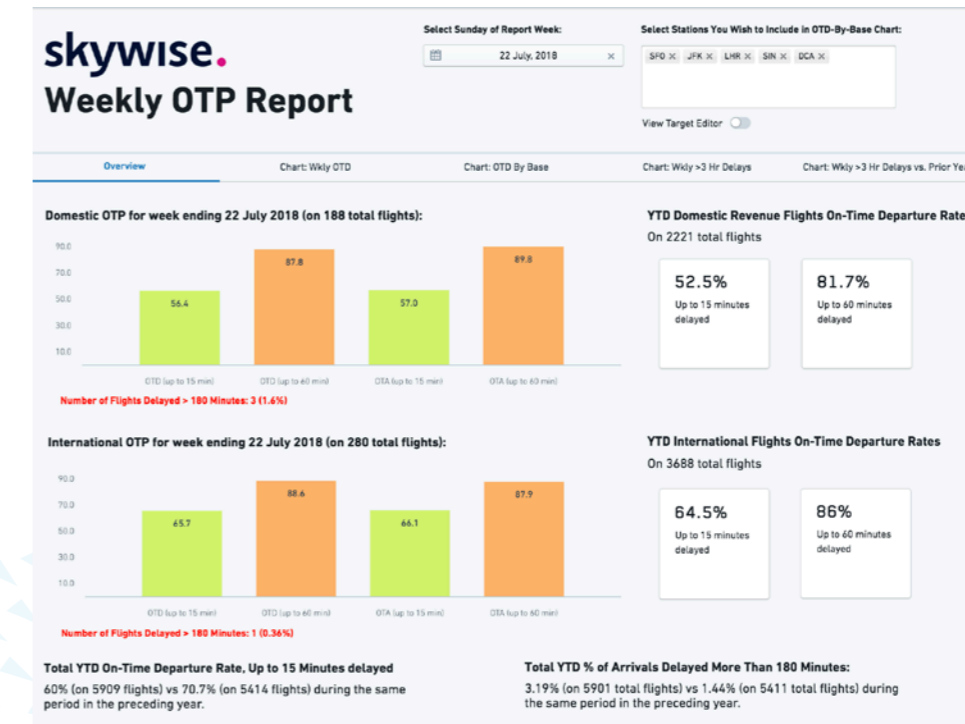 skywise.
Weekly OTP Report
Select Sunday of Report Week:
22 July, 2018 ×
Select Stations You Wish to Include in OTD-By-Base Chart:
SFO × JFK × LHR × SIN × DCA ×
View Target Editor
Overview
Chart: Wkly OTD
Chart: OTD By Base
Chart: Wkly >3 Hr Delays
Chart: Wkly >3 Hr Delays vs. Prior Yea
Domestic OTP for week ending 22 July 2018 (on 188 total flights):
90.0
70.0
50.0
30.0
10.0
56.4
87.8
57.0
89.8
OTD (up to 15 min)
OTD (up to 60 min)
OTA (up to 15 min)
OTA (up to 60 min)
Number of Flights Delayed > 180 Minutes: 3 (1.6%)
YTD Domestic Revenue Flights On-Time Departure Rate
On 2221 total flights
52.5%
Up to 15 minutes
delayed
81.7%
Up to 60 minutes
delayed
International OTP for week ending 22 July 2018 (on 280 total flights):
90.0
70.0
50.0
30.0
10.0
65.7
88.6
66.1
87.9
OTD (up to 15 min)
OTD (up to 60 min)
OTA (up to 15 min)
OTA (up to 60 min)
Number of Flights Delayed > 180 Minutes: 1 (0.36%)
YTD International Flights On-Time Departure Rates
On 3688 total flights
64.5%
Up to 15 minutes
delayed
86%
Up to 60 minutes
delayed
Total YTD On-Time Departure Rate, Up to 15 Minutes delayed
60% (on 5909 flights) vs 70.7% (on 5414 flights) during the same
period in the preceding year.
Total YTD % of Arrivals Delayed More Than 180 Minutes:
3.19% (on 5901 total flights) vs 1.44% (on 5411 total flights) during
the same period in the preceding year.